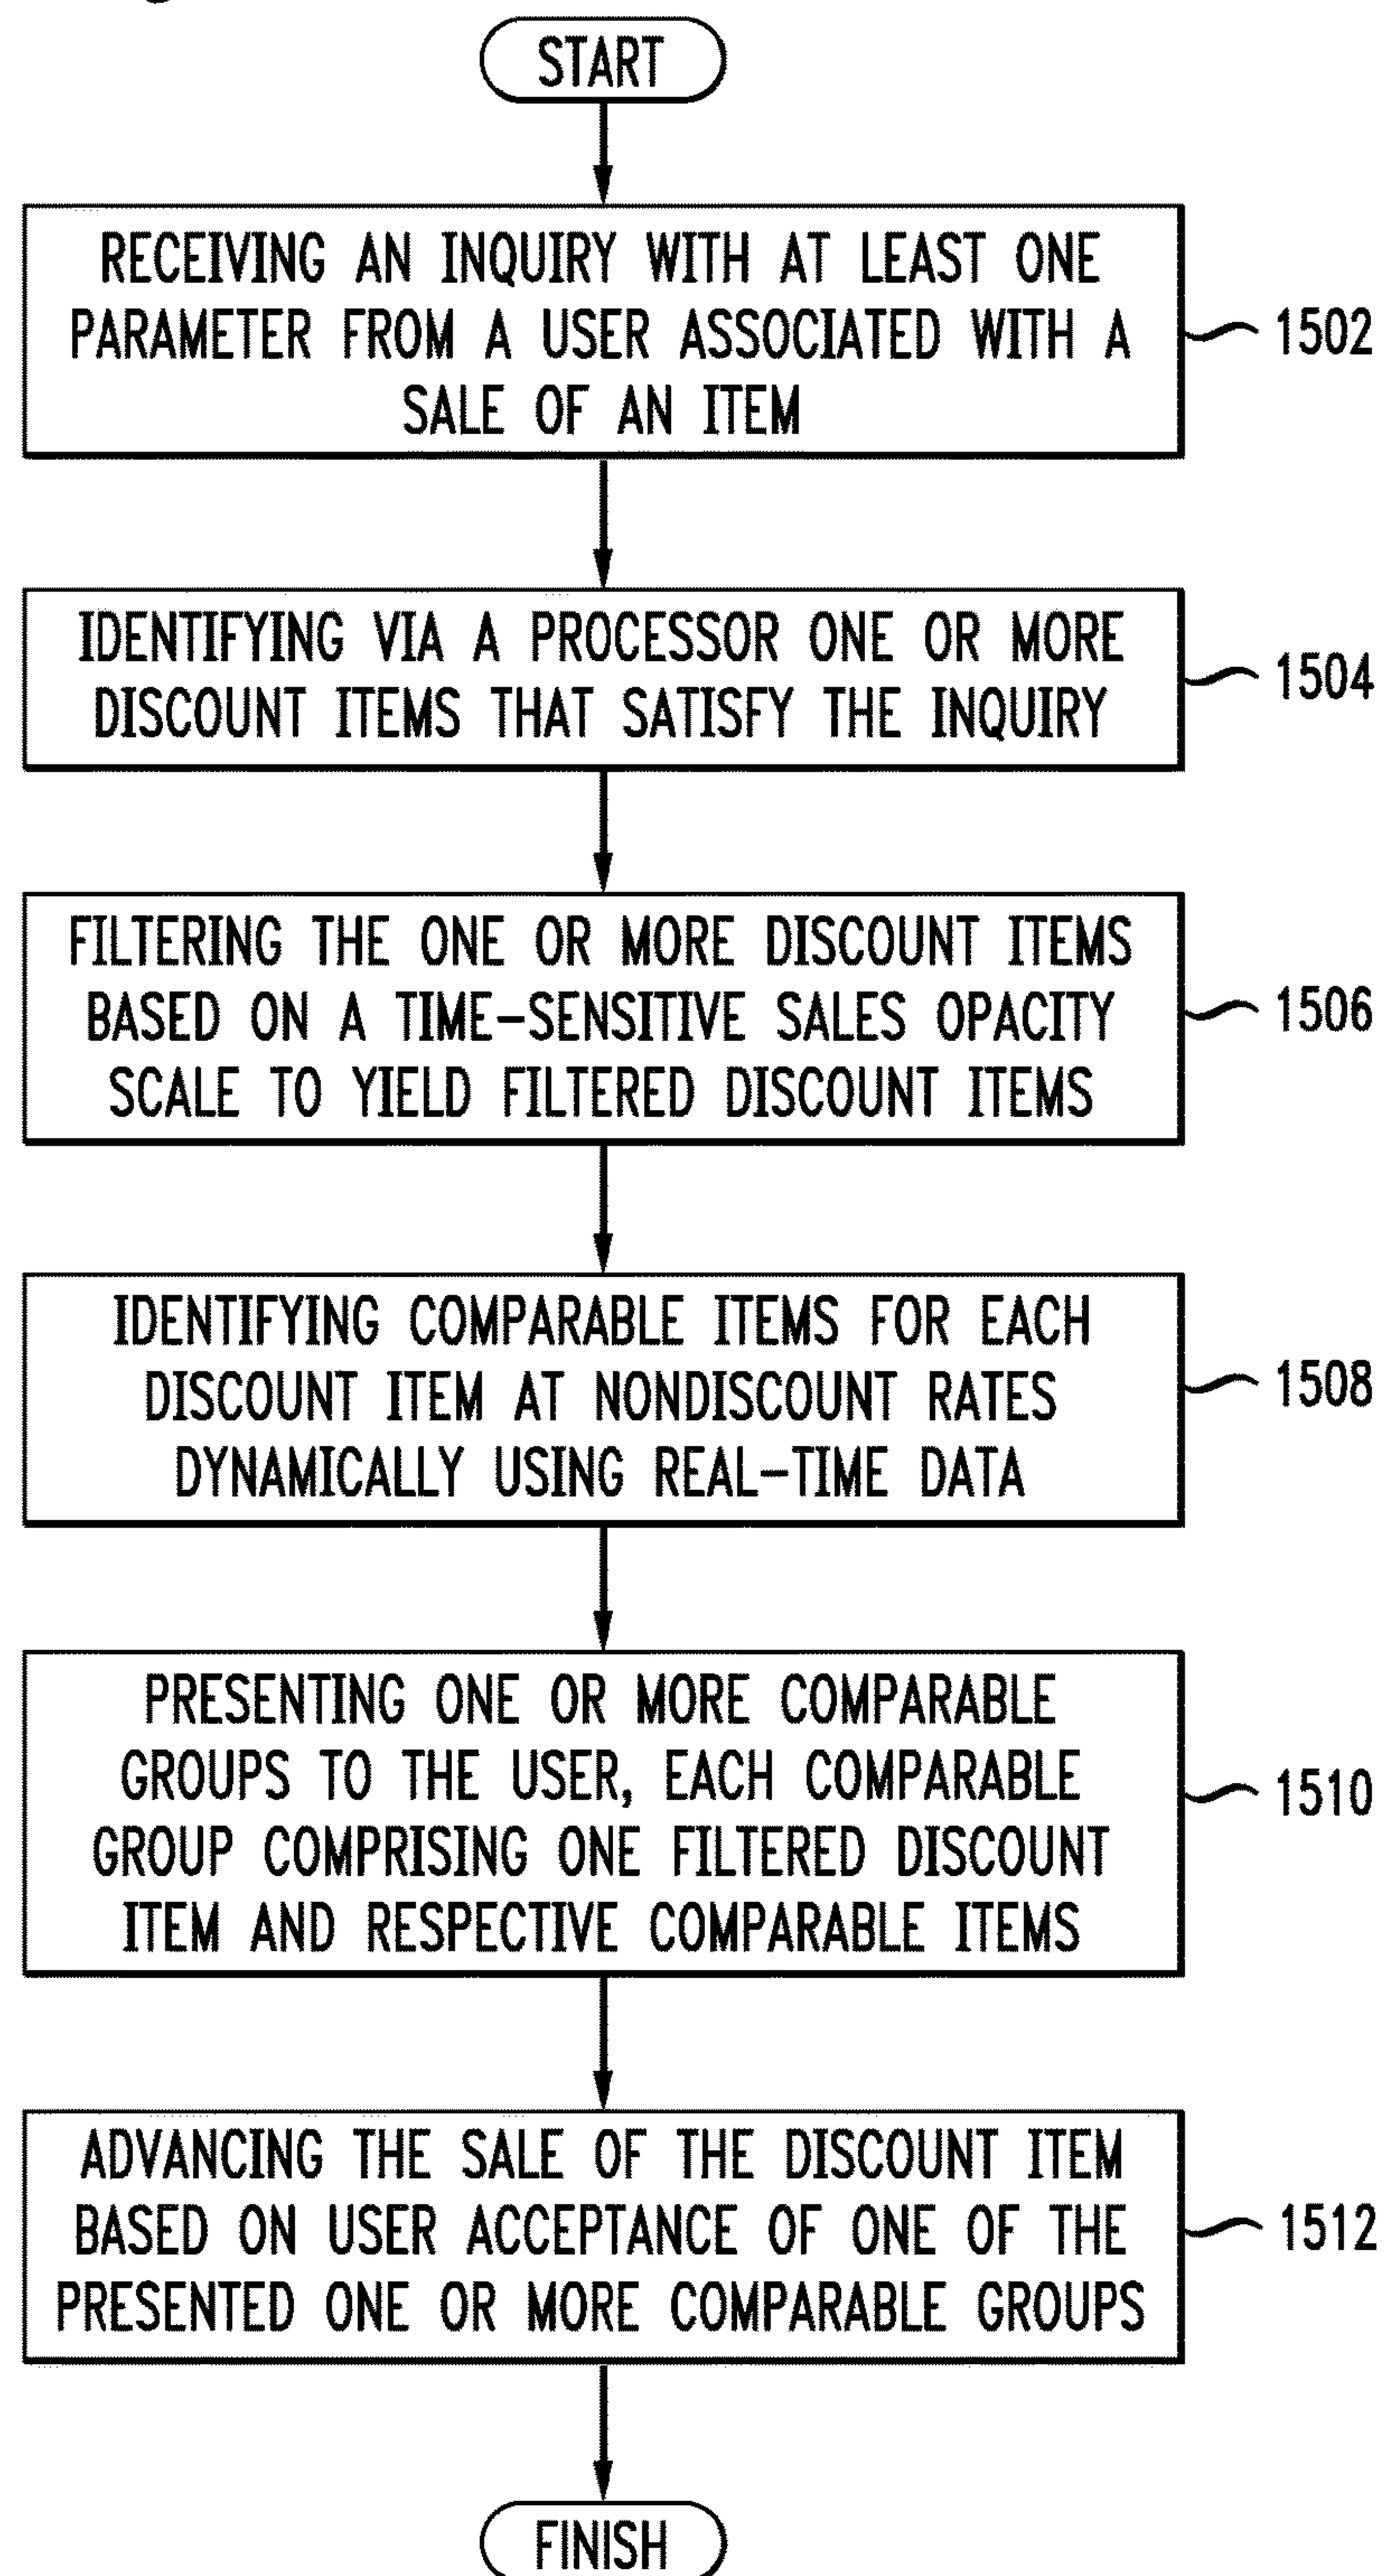 START
RECEIVING AN INQUIRY WITH AT LEAST ONE
PARAMETER FROM A USER ASSOCIATED WITH A
SALE OF AN ITEM
1502
IDENTIFYING VIA A PROCESSOR ONE OR MORE
DISCOUNT ITEMS THAT SATISFY THE INQUIRY
1504
FILTERING THE ONE OR MORE DISCOUNT ITEMS
BASED ON A TIME-SENSITIVE SALES OPACITY
SCALE TO YIELD FILTERED DISCOUNT ITEMS
1506
IDENTIFYING COMPARABLE ITEMS FOR EACH
DISCOUNT ITEM AT NONDISCOUNT RATES
DYNAMICALLY USING REAL-TIME DATA
1508
PRESENTING ONE OR MORE COMPARABLE
GROUPS TO THE USER, EACH COMPARABLE
GROUP COMPRISING ONE FILTERED DISCOUNT
ITEM AND RESPECTIVE COMPARABLE ITEMS
1510
ADVANCING THE SALE OF THE DISCOUNT ITEM
BASED ON USER ACCEPTANCE OF ONE OF THE
PRESENTED ONE OR MORE COMPARABLE GROUPS
1512
FINISH